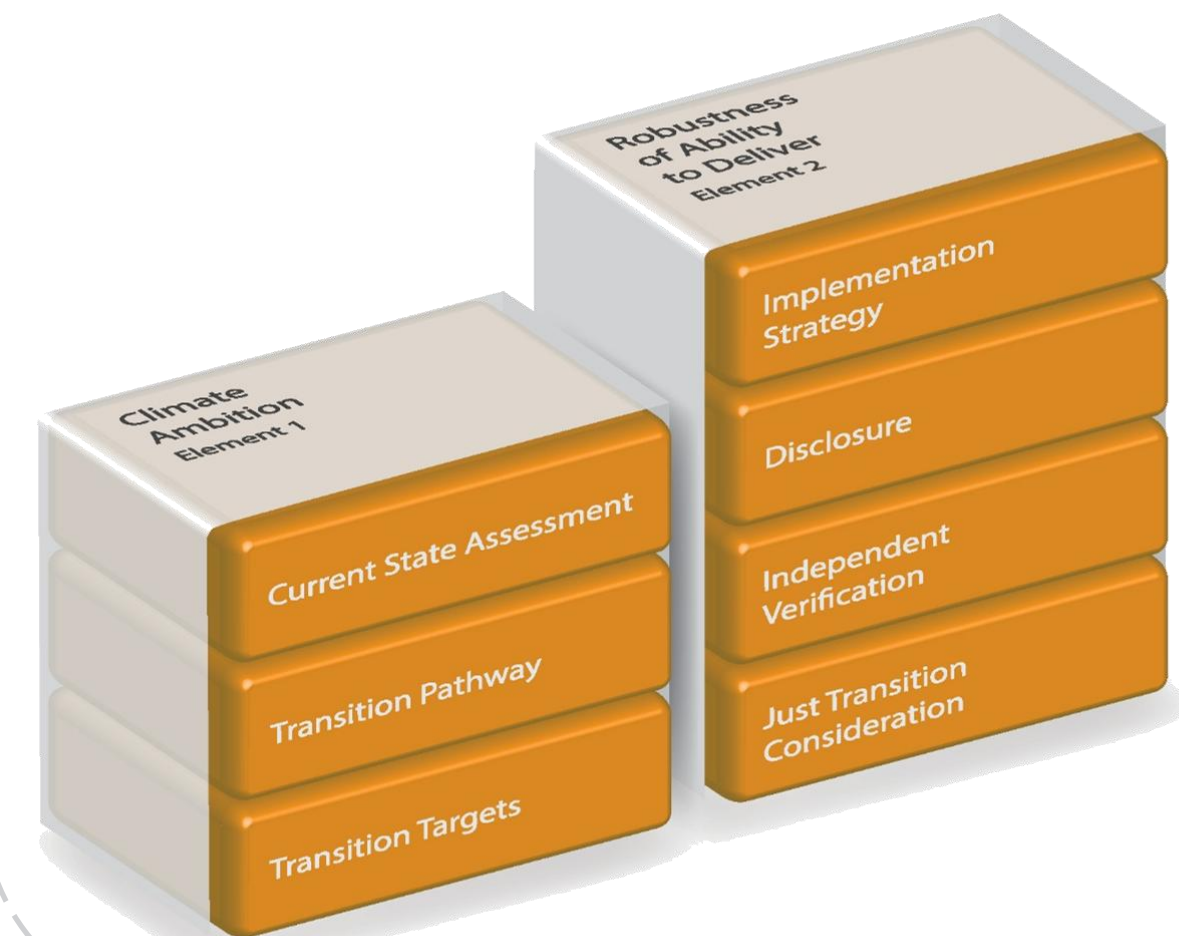 Climate
Ambition
Element 1
Current State Assessment
Transition Pathway
Transition Targets
Robustness
of Ability
to Deliver
Element 2
Implementation
Strategy
Disclosure
Independent
Verification
Just Transition
Consideration